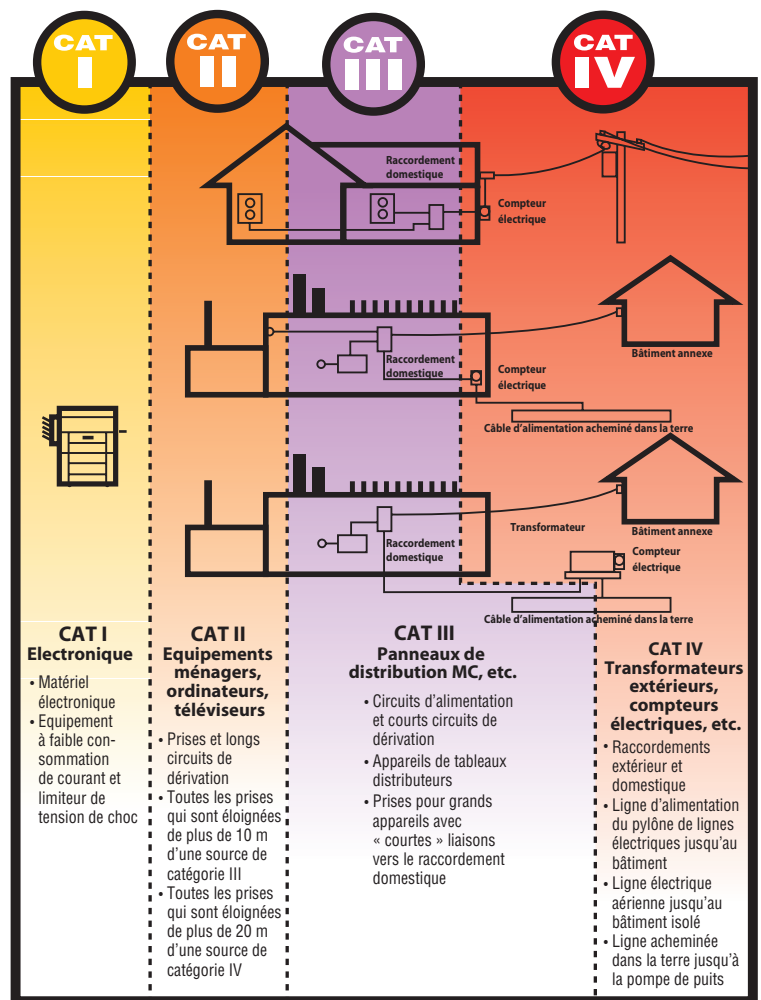 CAT
I
CAT
II
CAT
III
CAT
IV
Raccordement
domestique
Compteur
électrique
Raccordement
domestique
Compteur
électrique
Bâtiment annexe
Câble d’alimentation acheminé dans la terre
Raccordement
domestique
Transformateur
Bâtiment annexe
Compteur
électrique
Câble d’alimentation acheminé dans la terre
CAT I
Electronique
• Matériel
électronique
• Equipement
à faible con-
sommation
de courant et
limiteur de
tension de choc
CAT II
Equipements
ménagers,
ordinateurs,
téléviseurs
• Prises et longs
circuits de
dérivation
• Toutes les prises
qui sont éloignées
de plus de 10 m
d’une source de
catégorie III
• Toutes les prises
qui sont éloignées
de plus de 20 m
d’une source de
catégorie IV
CAT III
Panneaux de
distribution MC, etc.
• Circuits d’alimentation
et courts circuits de
dérivation
• Appareils de tableaux
distributeurs
• Prises pour grands
appareils avec
« courtes » liaisons
vers le raccordement
domestique
CAT IV
Transformateurs
extérieurs,
compteurs
électriques, etc.
• Raccordements
extérieur et
domestique
• Ligne d’alimentation
du pylône de lignes
électriques jusqu’au
bâtiment
• Ligne électrique
aérienne jusqu’au
bâtiment isolé
• Ligne acheminée
dans la terre jusqu’à
la pompe de puits